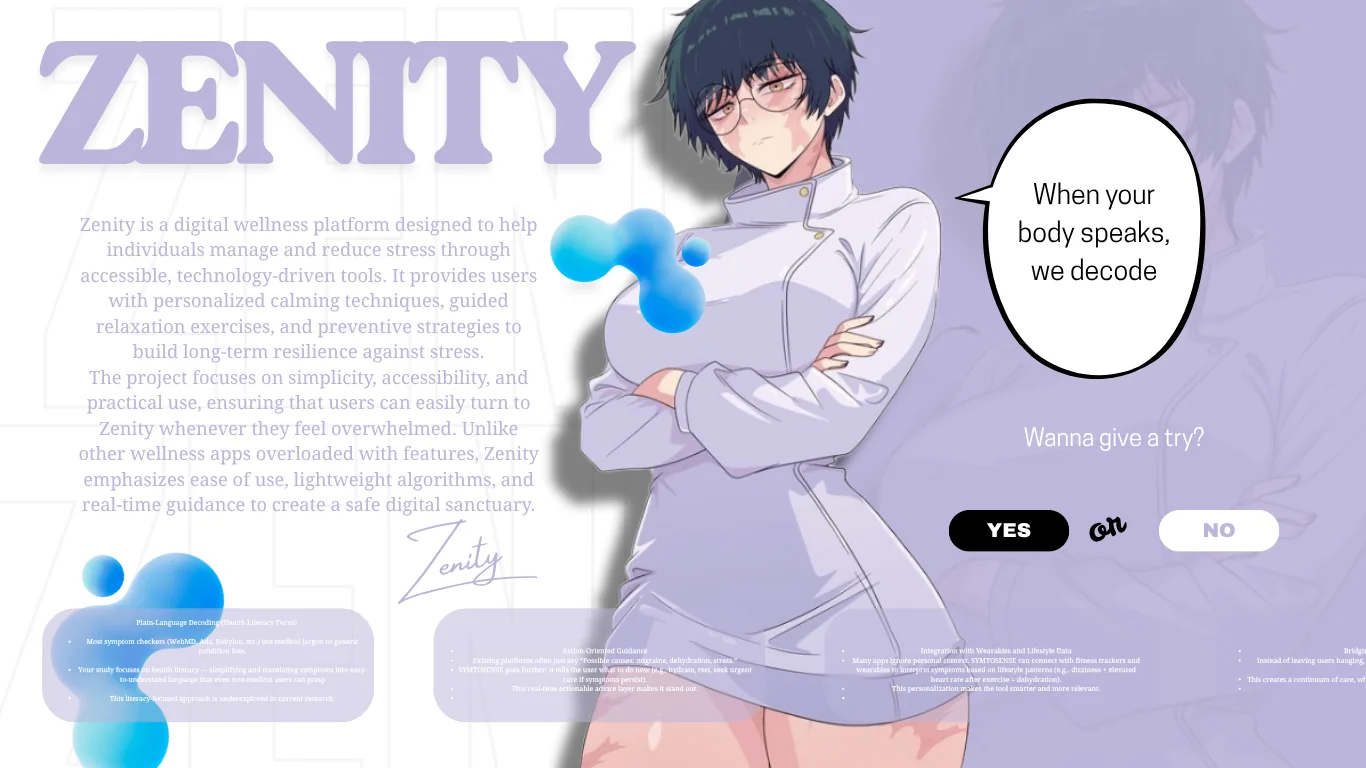 ZENITY
Zenity is a digital wellness platform designed to help
individuals manage and reduce stress through
accessible, technology-driven tools. It provides users
with personalized calming techniques, guided
relaxation exercises, and preventive strategies to
build long-term resilience against stress.
The project focuses on simplicity, accessibility, and
practical use, ensuring that users can easily turn to
Zenity whenever they feel overwhelmed. Unlike
other wellness apps overloaded with features, Zenity
emphasizes ease of use, lightweight algorithms, and
real-time guidance to create a safe digital sanctuary.
Zenity
When your
body speaks,
we decode
Wanna give a try?
YES or NO
Plain-Language Decoding (Health Literacy Focus)
• Most symptom checkers (WebMD, Ada, Babylon, etc.) use medical jargon or generic
condition lists.
• Your study focuses on health literacy — simplifying and translating symptoms into easy-
to-understand language that even non-medical users can grasp.
• This literacy-focused approach is underexplored in current research.
Action-Oriented Guidance
• Existing platforms often just say "Possible causes: migraine, dehydration, stress."
• SYMTOSENSE goes further: it tells the user what to do now (e.g., hydrate, rest, seek urgent
care if symptoms persist).
• This real-time actionable advice layer makes it stand out.
Integration with Wearables and Lifestyle Data
• Many apps ignore personal context. SYMTOSENSE can connect with fitness trackers and
wearables to interpret symptoms based on lifestyle patterns (e.g., dizziness + elevated
heart rate after exercise = dehydration).
• This personalization makes the tool smarter and more relevant.
• Instead of leaving users hanging,
• This creates a continuum of care,